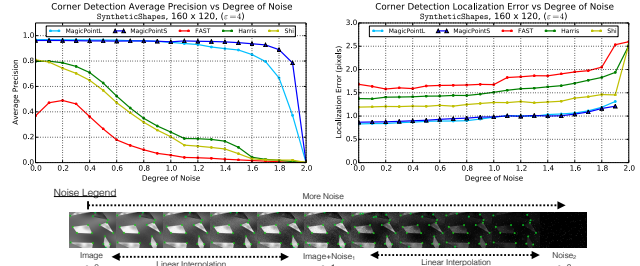 Corner Detection Average Precision vs Degree of Noise
SyntheticShapes, 160 x 120, (ε=4)
MagicPointL MagicPointS FAST Harris Shi
Average Precision
1.0
0.8
0.6
0.4
0.2
0.0
0.0 0.2 0.4 0.6 0.8 1.0 1.2 1.4 1.6 1.8 2.0
Degree of Noise
Corner Detection Localization Error vs Degree of Noise
SyntheticShapes, 160 x 120, (ε=4)
MagicPointL MagicPointS FAST Harris Shi
Localization Error (pixels)
3.0
2.5
2.0
1.5
1.0
0.5
0.0
0.0 0.2 0.4 0.6 0.8 1.0 1.2 1.4 1.6 1.8 2.0
Degree of Noise
Noise Legend
More Noise
Image Image+Noise₁ Noise₂
Linear Interpolation Linear Interpolation